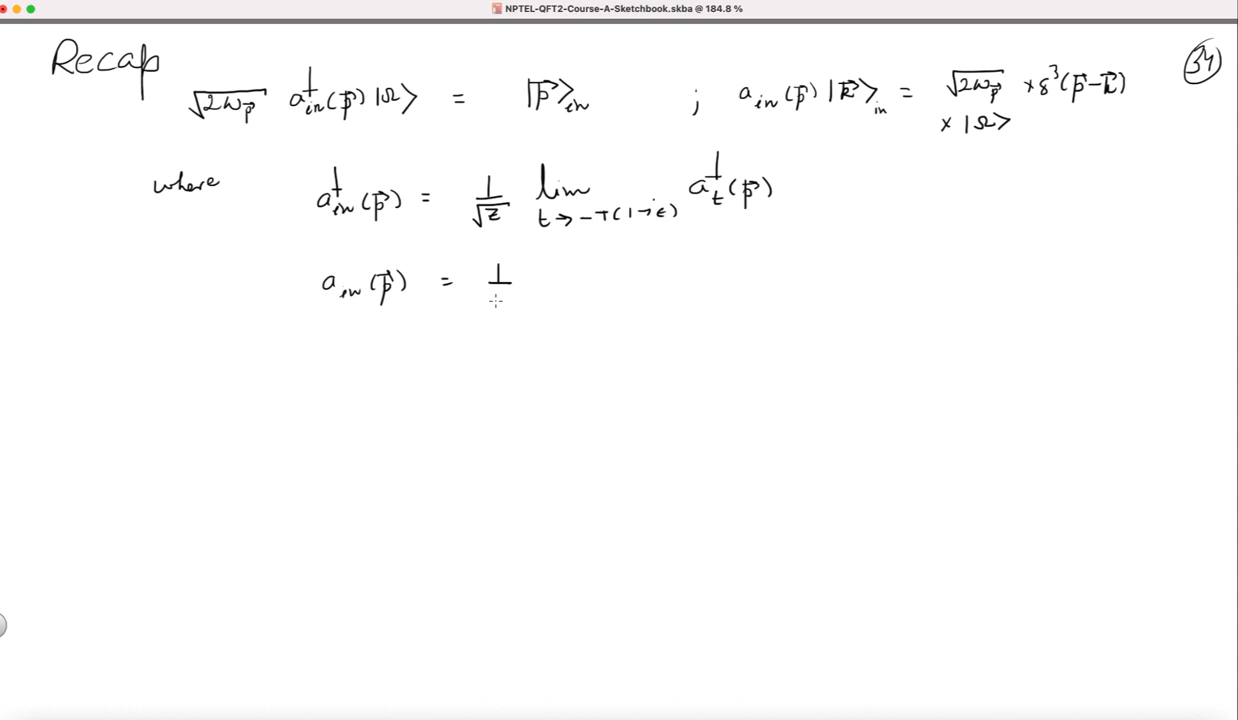 NPTEL-QFT2-Course-A-Sketchbook.skba @ 184.8 %
Recap
34
√2ω_p⃗ a†_in(p⃗) |Ω⟩ = |p⃗⟩_in ; a_in(p⃗) |k⃗⟩_in = √2ω_p⃗ × δ³(p⃗-k⃗)
× |Ω⟩
where a†_in(p⃗) = 1/√Z lim t→-T(1-iε) a†_t(p⃗)
a_in(p⃗) = 1